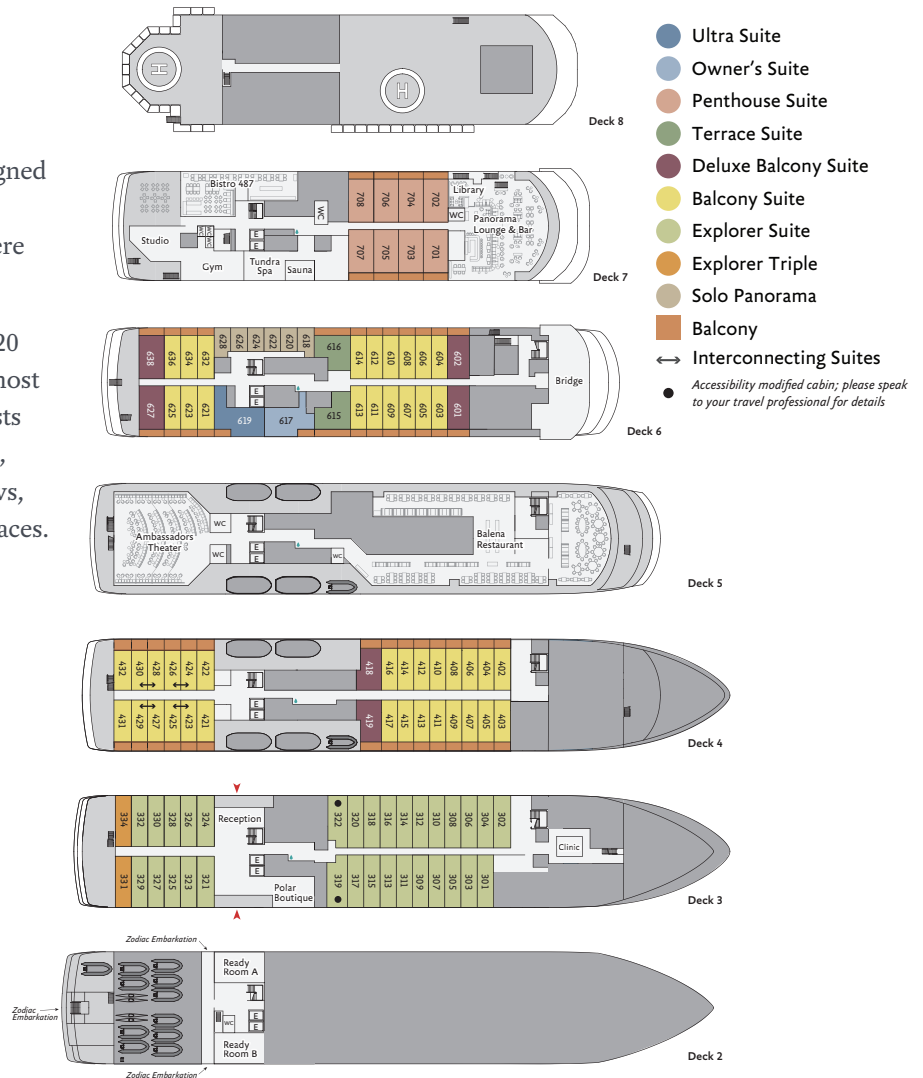 gned
ere
20
nost
sts
,
ws,
aces.
Ultra Suite
Owner's Suite
Penthouse Suite
Terrace Suite
Deluxe Balcony Suite
Balcony Suite
Explorer Suite
Explorer Triple
Solo Panorama
Balcony
Interconnecting Suites
Accessibility modified cabin; please speak
to your travel professional for details
H
H
Deck 8
Bistro 487
Library
WC
WC
Panorama
Lounge & Bar
Studio
WC
WC
WC
Gym
Tundra
Spa
Sauna
E
E
708 706 704 702
707 705 703 701
Deck 7
638 636 634 632 628 626 624 622 620 618 616 614 612 610 608 606 604 602
E
E
Bridge
627 625 623 621 619 617 615 613 611 609 607 605 603 601
Deck 6
Ambassadors
Theater
WC
WC
E
E
WC
Balena
Restaurant
Deck 5
432 430 428 426 424 422 418 416 414 412 410 408 406 404 402
E
E
431 429 427 425 423 421 419 417 415 413 411 409 407 405 403
Deck 4
334 332 330 328 326 324
Reception
322 320 318 316 314 312 310 308 306 304 302
E
E
Clinic
331 329 327 325 323 321
Polar
Boutique
319 317 315 313 311 309 307 305 303 301
Deck 3
Zodiac Embarkation
Ready
Room A
Zodiac
Embarkation
WC
E
E
Ready
Room B
Deck 2
Zodiac Embarkation